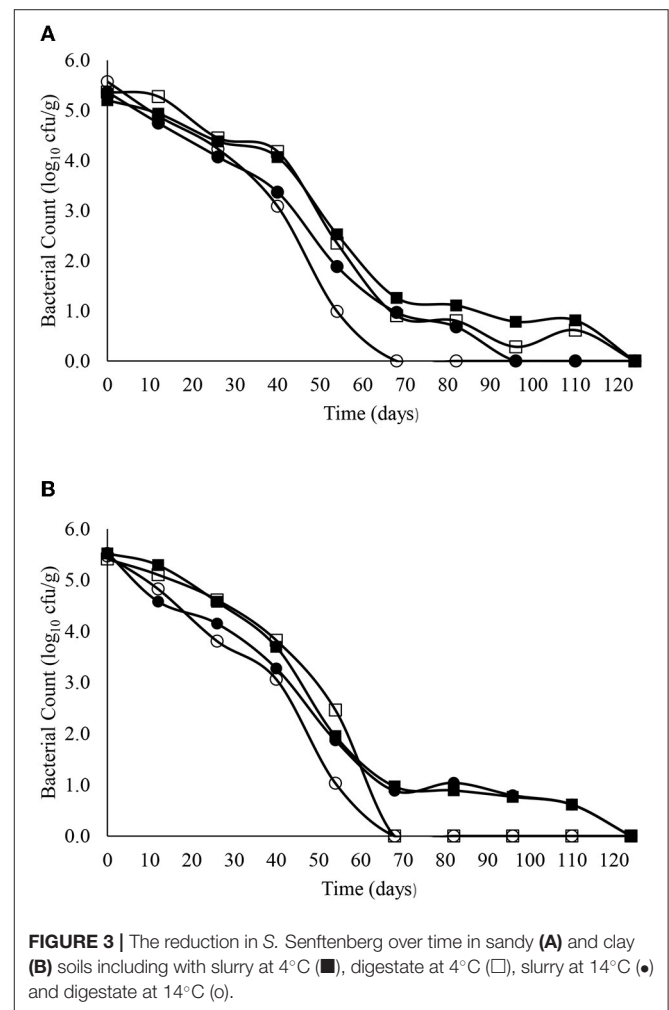 A
6.0
5.0
4.0
3.0
2.0
1.0
0.0
Bacterial Count (log10 cfu/g)
0 10 20 30 40 50 60 70 80 90 100 110 120
Time (days)
B
6.0
5.0
4.0
3.0
2.0
1.0
0.0
Bacterial Count (log10 cfu/g)
0 10 20 30 40 50 60 70 80 90 100 110 120
Time (days)
FIGURE 3 | The reduction in S. Senftenberg over time in sandy (A) and clay
(B) soils including with slurry at 4°C (■), digestate at 4°C (□), slurry at 14°C (●)
and digestate at 14°C (o).